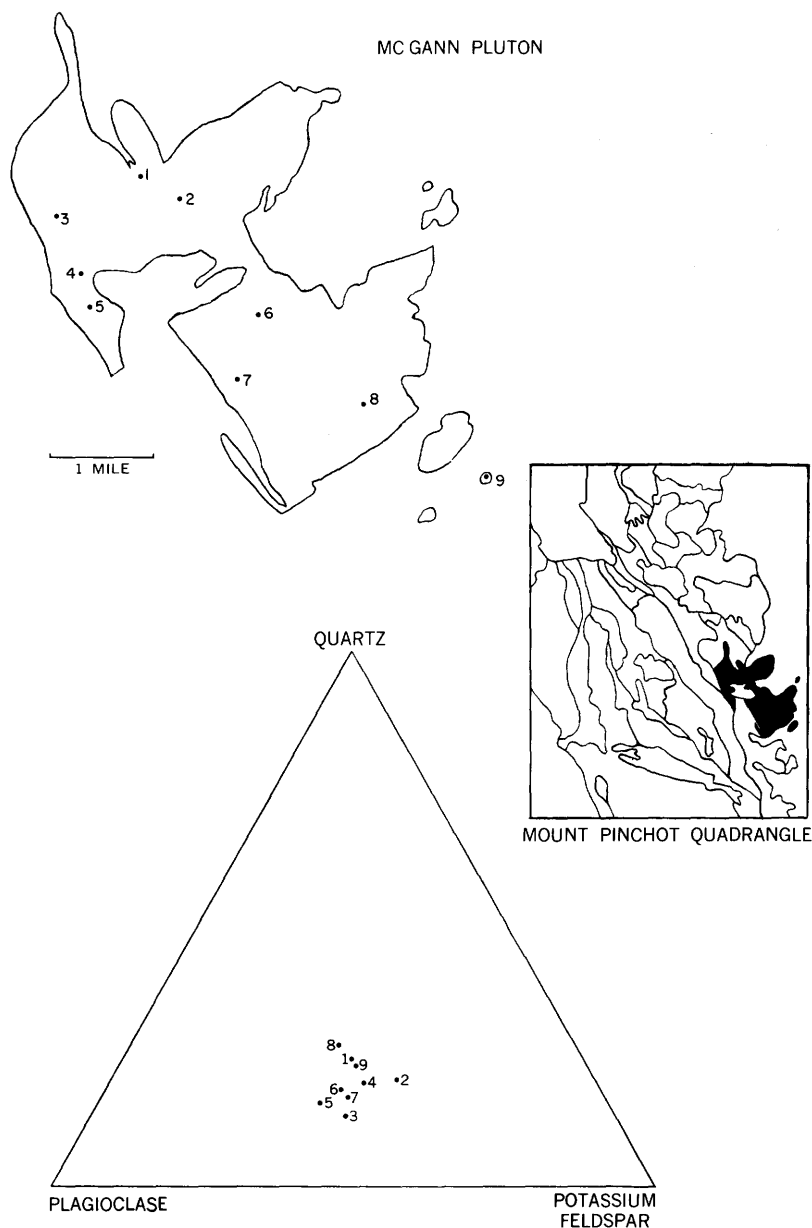 MC GANN PLUTON
1
2
3
4
5
6
7
8
1 MILE
9
MOUNT PINCHOT QUADRANGLE
QUARTZ
8
1
9
4
2
6
7
5
3
PLAGIOCLASE
POTASSIUM
FELDSPAR